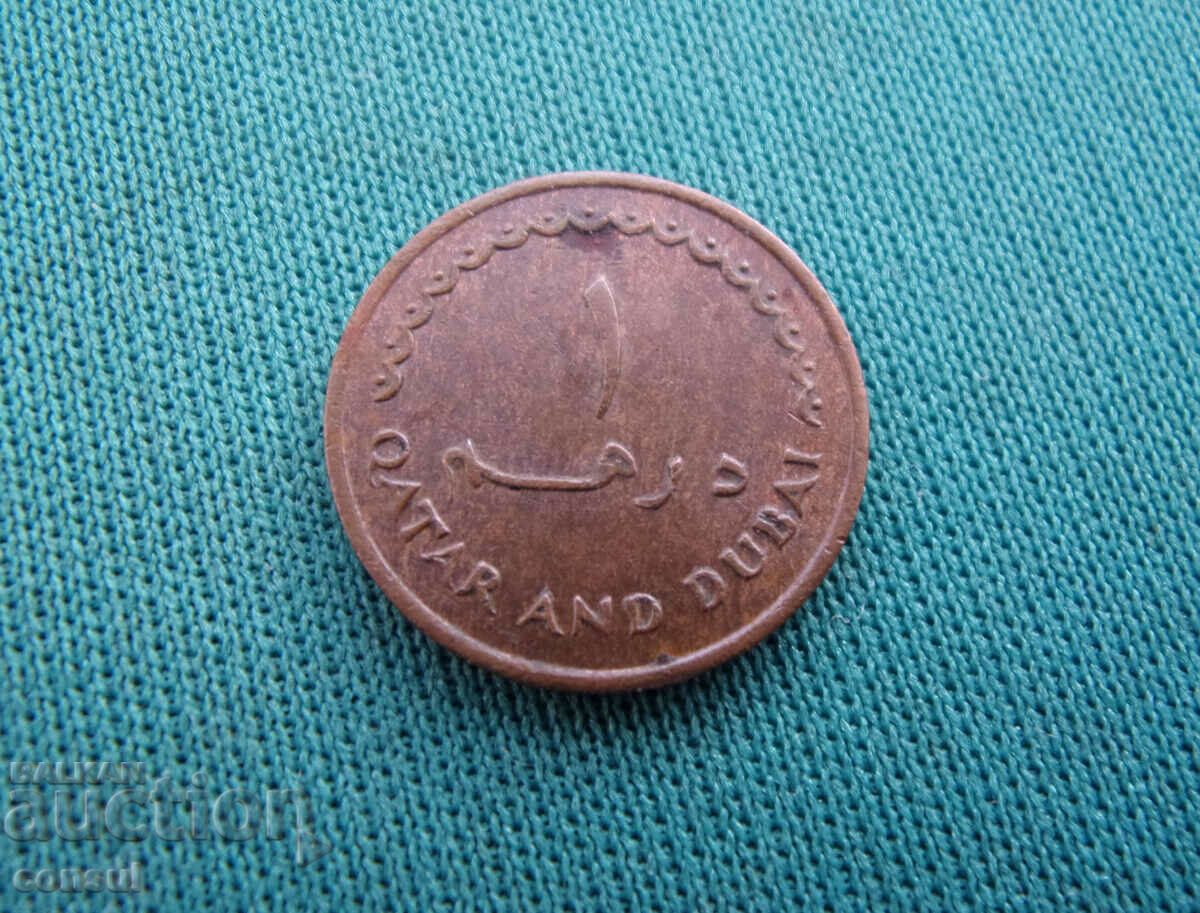 ١
درهم
QATAR AND DUBAI
BALKAN
auction
consul